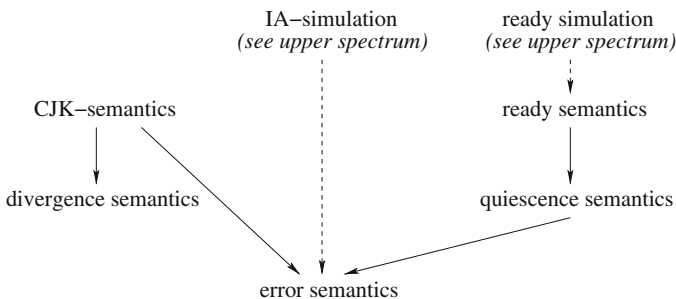 IA−simulation
(see upper spectrum)
ready simulation
(see upper spectrum)
CJK−semantics
ready semantics
divergence semantics
quiescence semantics
error semantics